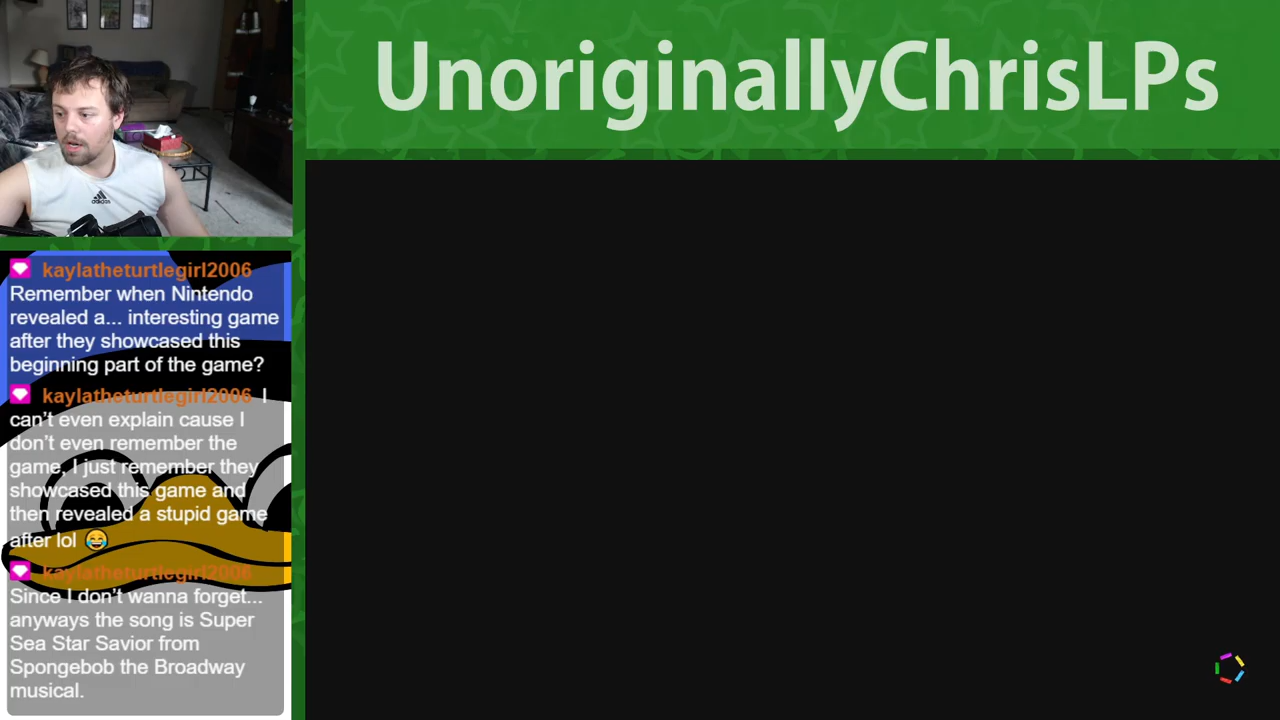 UnoriginallyChrisLPs
adidas
kaylatheturtlegirl2006
Remember when Nintendo
revealed a... interesting game
after they showcased this
beginning part of the game?
kaylatheturtlegirl2006 I
can’t even explain cause I
don’t even remember the
game, I just remember they
showcased this game and
then revealed a stupid game
after lol 😂
kaylatheturtlegirl2006
Since I don’t wanna forget...
anyways the song is Super
Sea Star Savior from
Spongebob the Broadway
musical.